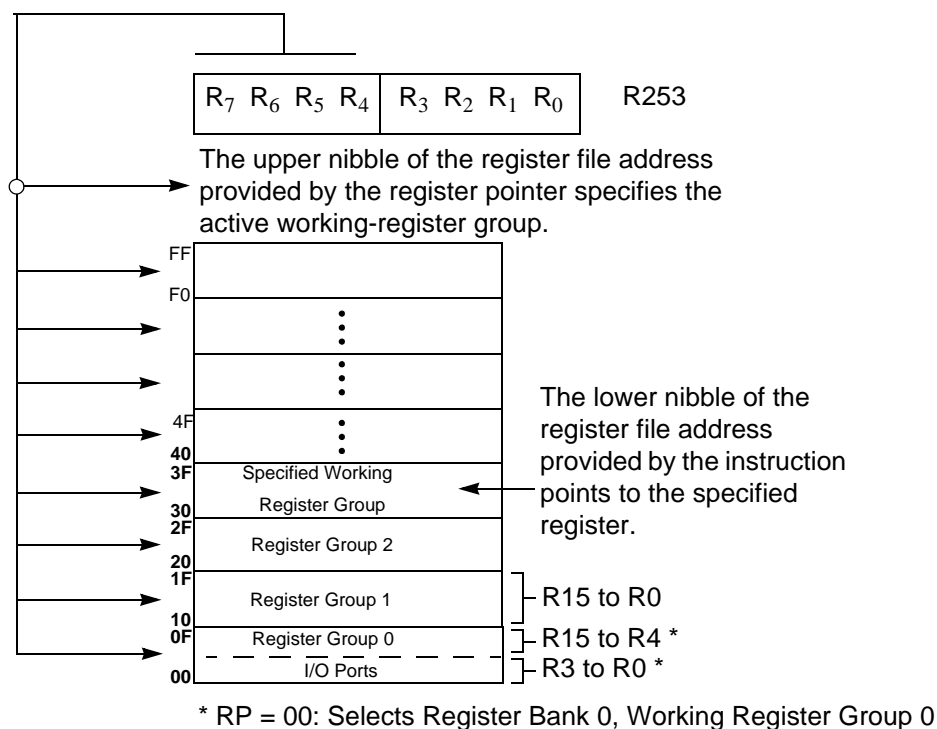 R7 R6 R5 R4 R3 R2 R1 R0 R253
The upper nibble of the register file address
provided by the register pointer specifies the
active working-register group.
FF
F0
4F
40
3F
Specified Working
Register Group
30
2F
Register Group 2
20
1F
Register Group 1
10
0F
Register Group 0
I/O Ports
00
The lower nibble of the
register file address
provided by the instruction
points to the specified
register.
R15 to R0
R15 to R4 *
R3 to R0 *
* RP = 00: Selects Register Bank 0, Working Register Group 0